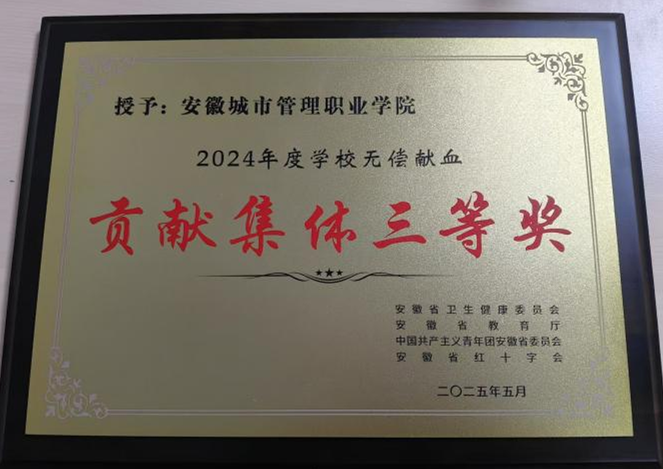 授予：安徽城市管理职业学院
2024年度学校无偿献血
贡献集体三等奖
安徽省卫生健康委员会
安徽省教育厅
中国共产主义青年团安徽省委员会
安徽省红十字会
二〇二五年五月